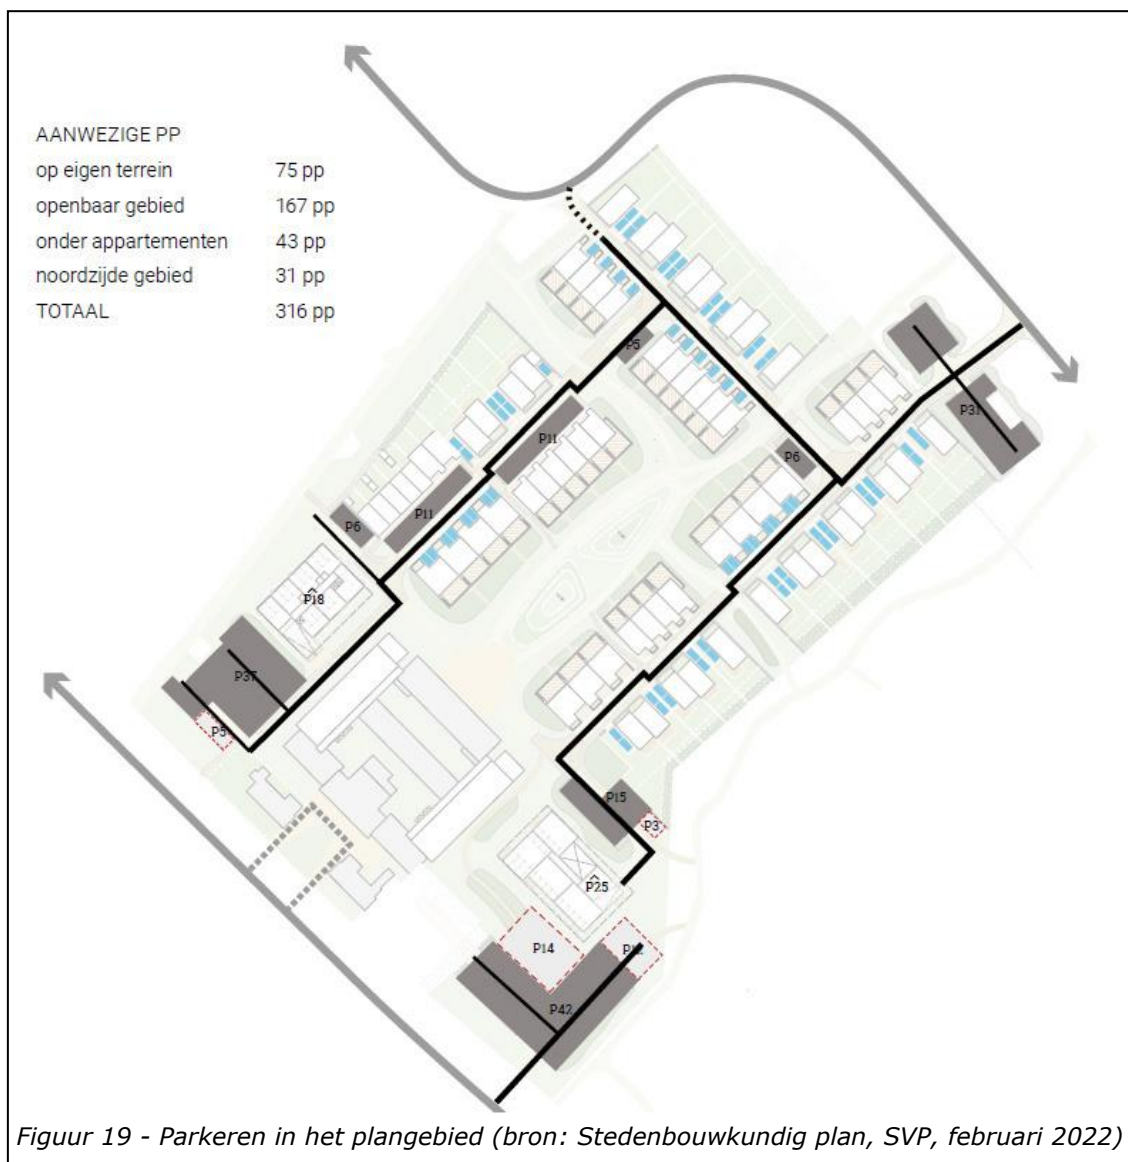 AANWEZIGE PP
op eigen terrein 75 pp
openbaar gebied 167 pp
onder appartementen 43 pp
noordzijde gebied 31 pp
TOTAAL 316 pp
P5
P31
P11
P6
P11
P6
P18
P37
P5
P15
P3
P25
P14
P12
P42
Figuur 19 - Parkeren in het plangebied (bron: Stedenbouwkundig plan, SVP, februari 2022)